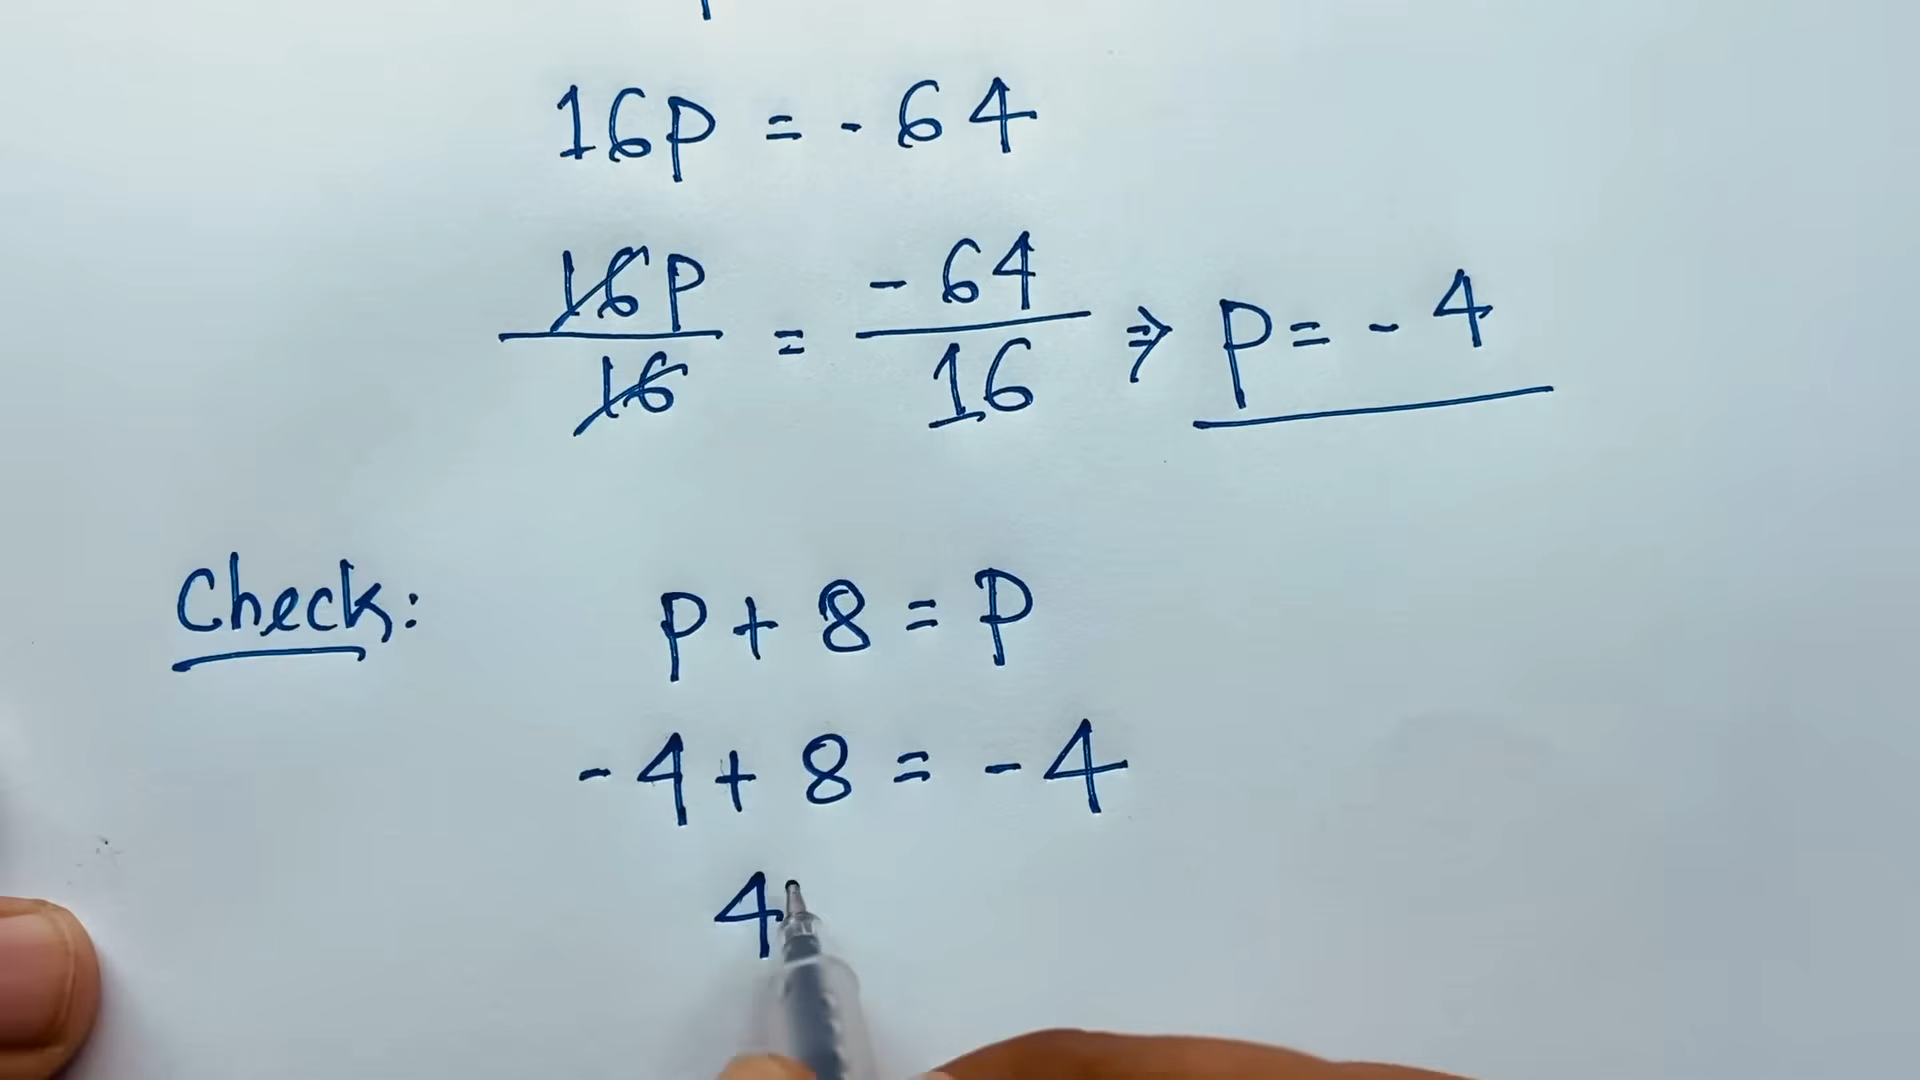 16p = - 64
16p/16 = - 64/16 ⇒ p = - 4
Check: p + 8 = p
- 4 + 8 = - 4
4